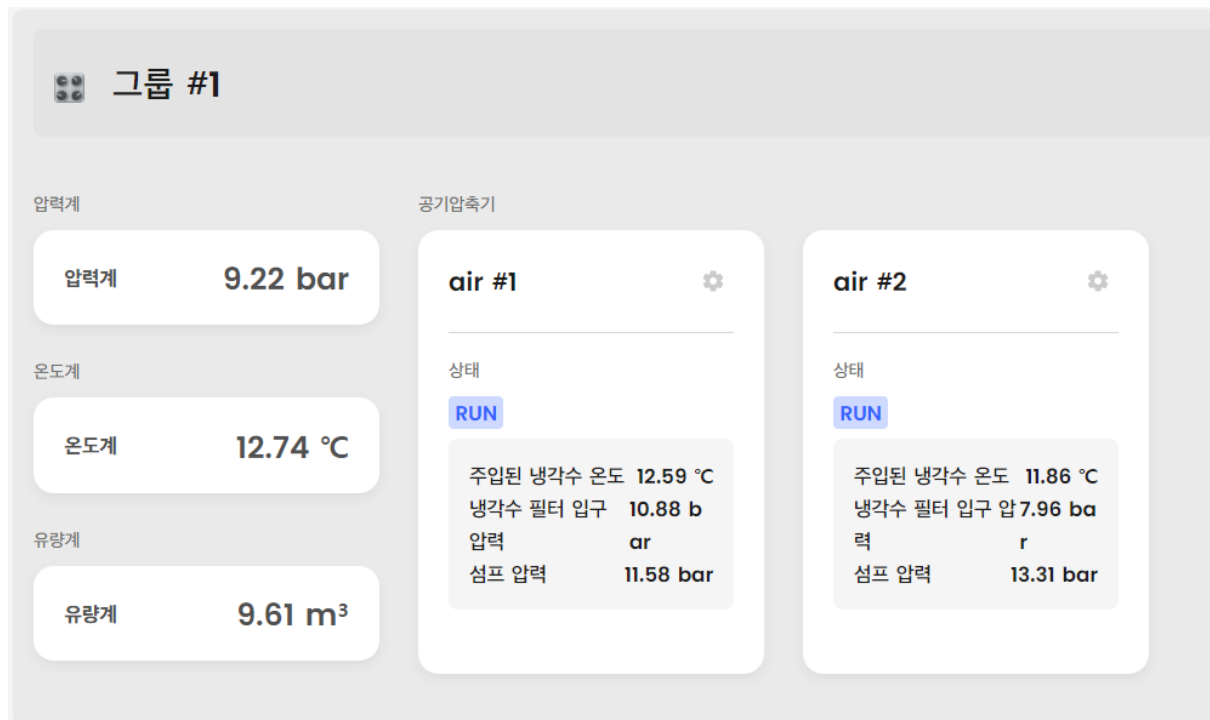 그룹 #1
압력계
압력계 9.22 bar
온도계
온도계 12.74 ℃
유량계
유량계 9.61 m³
공기압축기
air #1
상태
RUN
주입된 냉각수 온도 12.59 ℃
냉각수 필터 입구 10.88 b
압력 ar
섬프 압력 11.58 bar
air #2
상태
RUN
주입된 냉각수 온도 11.86 ℃
냉각수 필터 입구 압 7.96 ba
력 r
섬프 압력 13.31 bar